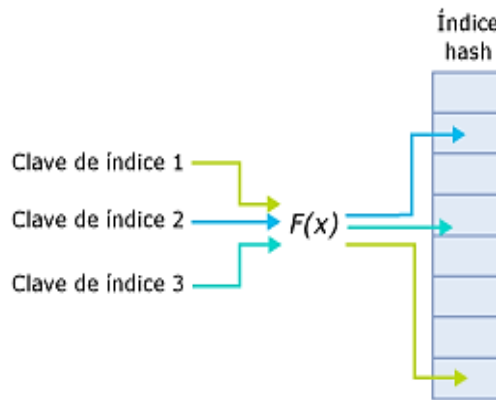 Índice
hash
Clave de índice 1
Clave de índice 2
F(x)
Clave de índice 3